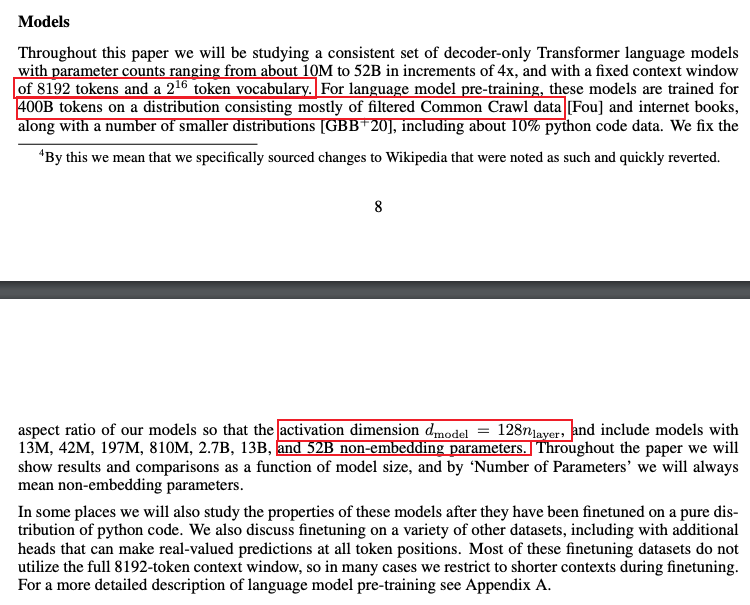 Models
Throughout this paper we will be studying a consistent set of decoder-only Transformer language models
with parameter counts ranging from about 10M to 52B in increments of 4x, and with a fixed context window
of 8192 tokens and a 2¹⁶ token vocabulary. For language model pre-training, these models are trained for
400B tokens on a distribution consisting mostly of filtered Common Crawl data [Fou] and internet books,
along with a number of smaller distributions [GBB⁺20], including about 10% python code data. We fix the
⁴By this we mean that we specifically sourced changes to Wikipedia that were noted as such and quickly reverted.
8
aspect ratio of our models so that the activation dimension d_model = 128n_layer, and include models with
13M, 42M, 197M, 810M, 2.7B, 13B, and 52B non-embedding parameters. Throughout the paper we will
show results and comparisons as a function of model size, and by ‘Number of Parameters’ we will always
mean non-embedding parameters.
In some places we will also study the properties of these models after they have been finetuned on a pure dis-
tribution of python code. We also discuss finetuning on a variety of other datasets, including with additional
heads that can make real-valued predictions at all token positions. Most of these finetuning datasets do not
utilize the full 8192-token context window, so in many cases we restrict to shorter contexts during finetuning.
For a more detailed description of language model pre-training see Appendix A.